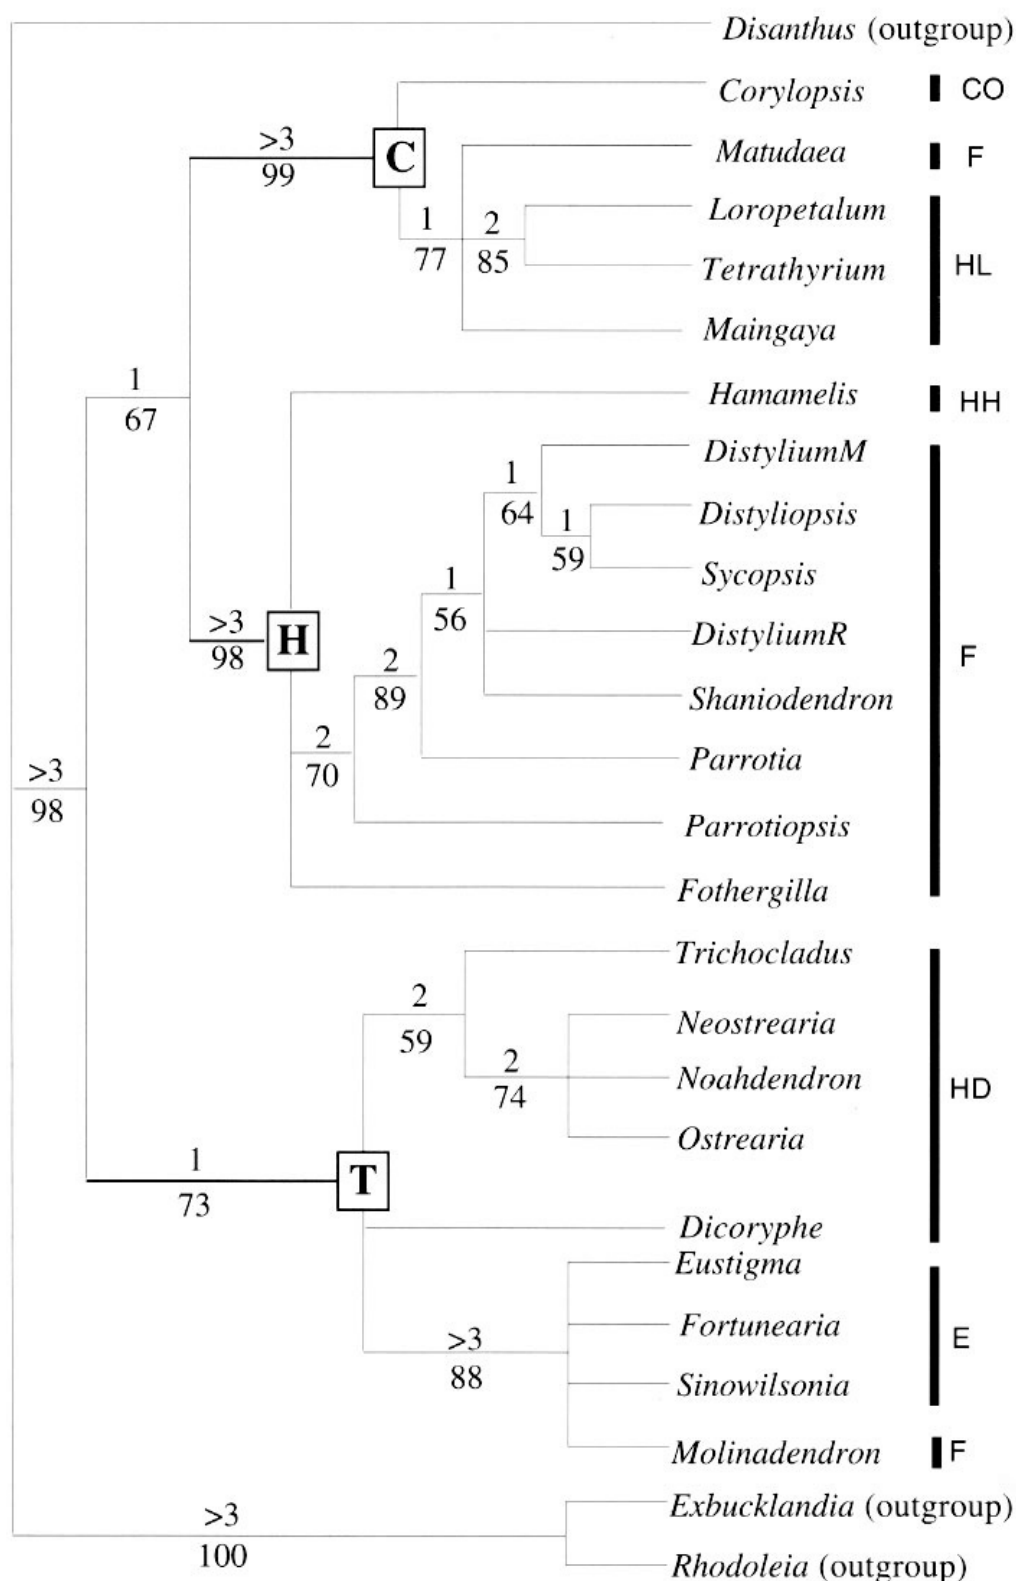 Disanthus (outgroup)
Corylopsis CO
>3
99
C
Matudaea F
1
77
2
85
Loropetalum
Tetrathyrium
HL
Maingaya
1
67
Hamamelis HH
DistyliumM
1
64
Distyliopsis
1
59
Sycopsis
1
56
DistyliumR
>3
98
H
F
2
89
Shaniodendron
2
70
Parrotia
>3
98
Parrotiopsis
Fothergilla
Trichocladus
2
59
Neostrearia
2
74
Noahdendron
HD
Ostrearia
1
73
T
Dicoryphe
Eustigma
Fortunearia
E
>3
88
Sinowilsonia
Molinadendron F
Exbucklandia (outgroup)
>3
100
Rhodoleia (outgroup)